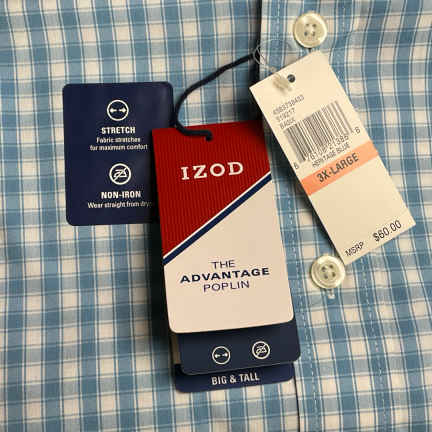 STRETCH
Fabric stretches
for maximum comfort
NON-IRON
Wear straight from dry
IZOD
THE
ADVANTAGE
POPLIN
BIG & TALL
HERITAGE BLUE
3X-LARGE
MSRP $60.00